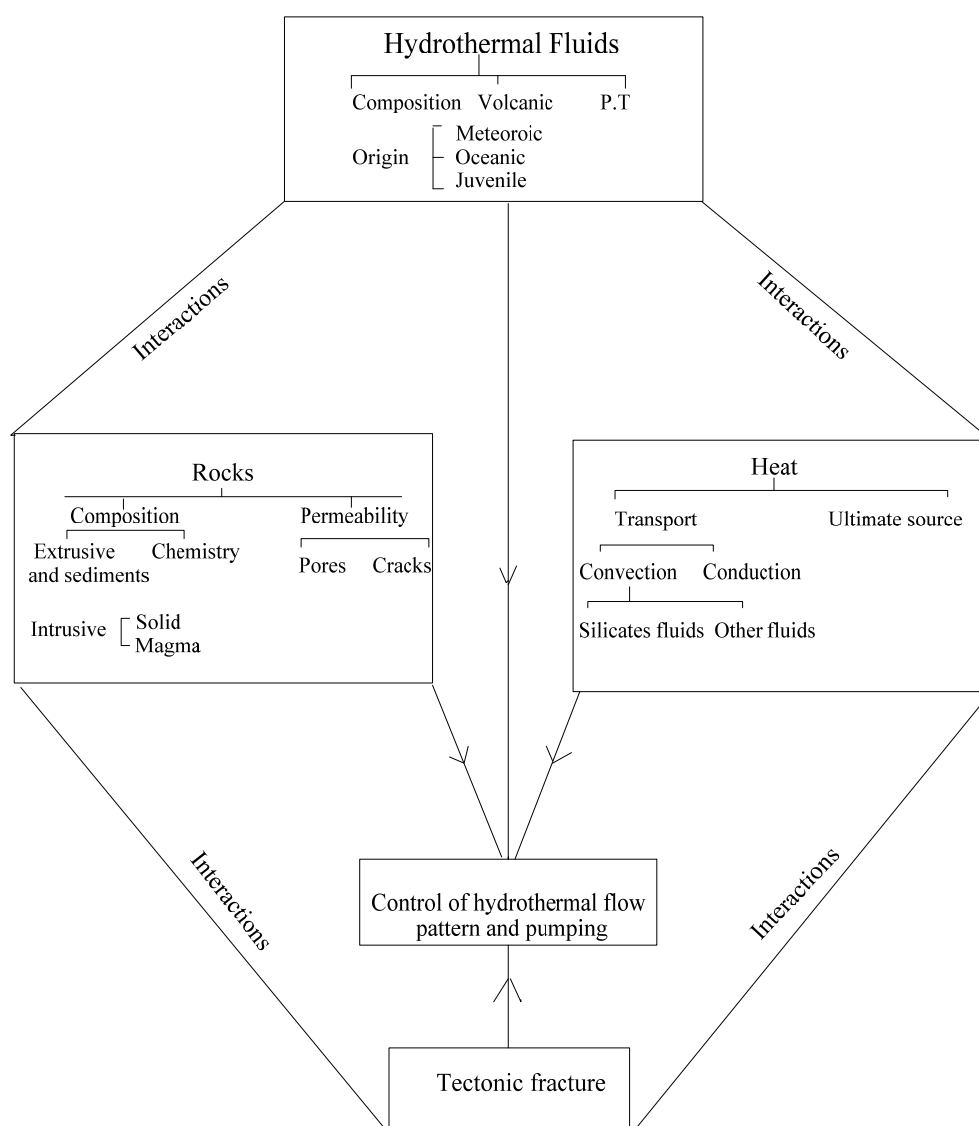 Hydrothermal Fluids
Composition Volcanic P.T
Origin
Meteoroic
Oceanic
Juvenile
Interactions
Interactions
Rocks
Composition Permeability
Extrusive
and sediments
Chemistry
Pores Cracks
Intrusive
Solid
Magma
Heat
Transport Ultimate source
Convection Conduction
Silicates fluids Other fluids
Control of hydrothermal flow
pattern and pumping
Interactions
Interactions
Tectonic fracture